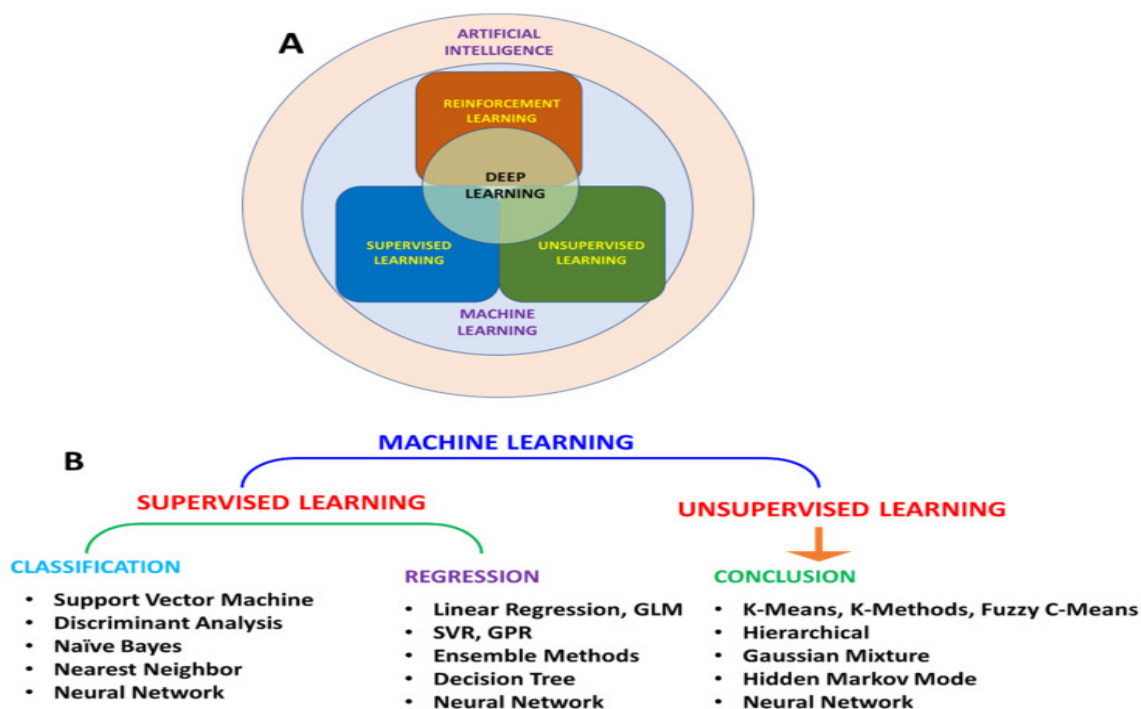 A
ARTIFICIAL
INTELLIGENCE
REINFORCEMENT
LEARNING
DEEP
LEARNING
SUPERVISED
LEARNING
UNSUPERVISED
LEARNING
MACHINE
LEARNING
B
MACHINE LEARNING
SUPERVISED LEARNING
UNSUPERVISED LEARNING
CLASSIFICATION
• Support Vector Machine
• Discriminant Analysis
• Naïve Bayes
• Nearest Neighbor
• Neural Network
REGRESSION
• Linear Regression, GLM
• SVR, GPR
• Ensemble Methods
• Decision Tree
• Neural Network
CONCLUSION
• K-Means, K-Methods, Fuzzy C-Means
• Hierarchical
• Gaussian Mixture
• Hidden Markov Mode
• Neural Network